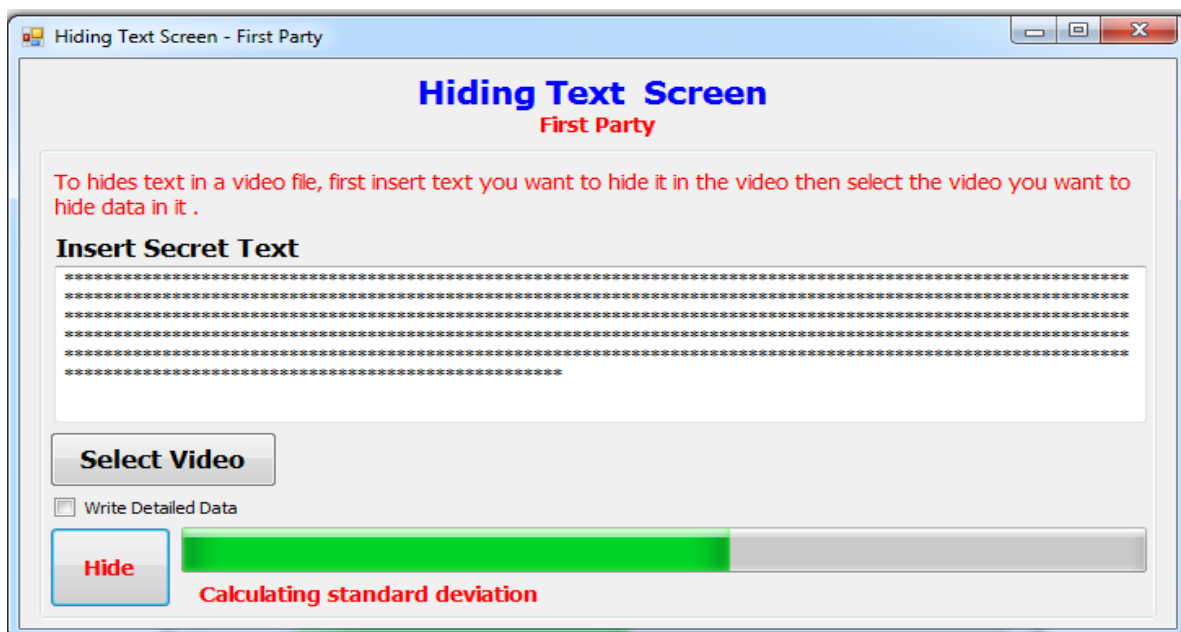 Hiding Text Screen - First Party
Hiding Text Screen
First Party
To hides text in a video file, first insert text you want to hide it in the video then select the video you want to
hide data in it .
Insert Secret Text
*************************************************************************************************************
*************************************************************************************************************
*************************************************************************************************************
*************************************************************************************************************
*************************************************************************************************************
***************************************************
Select Video
Write Detailed Data
Hide
Calculating standard deviation